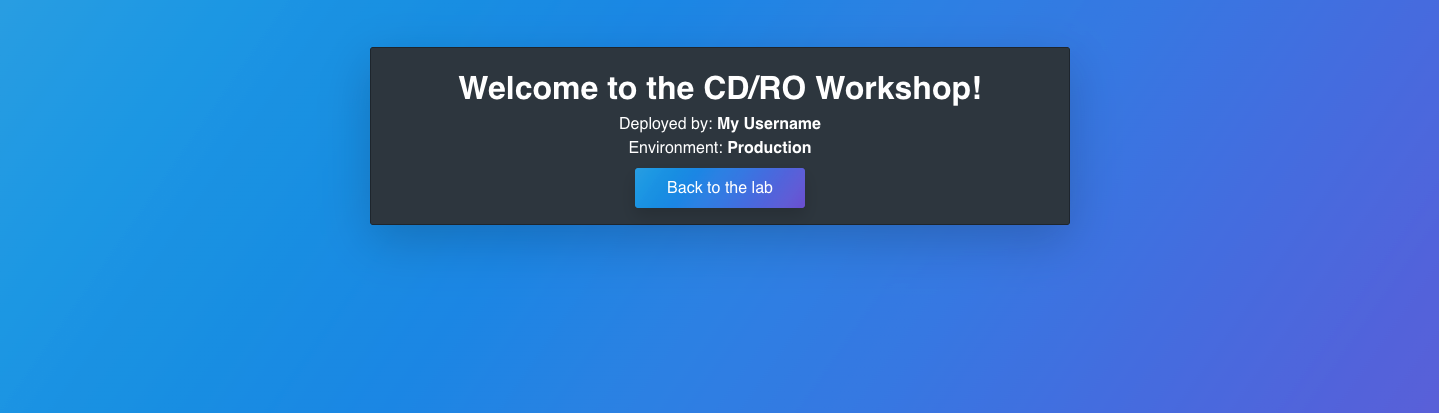 Welcome to the CD/RO Workshop!
Deployed by: My Username
Environment: Production
Back to the lab